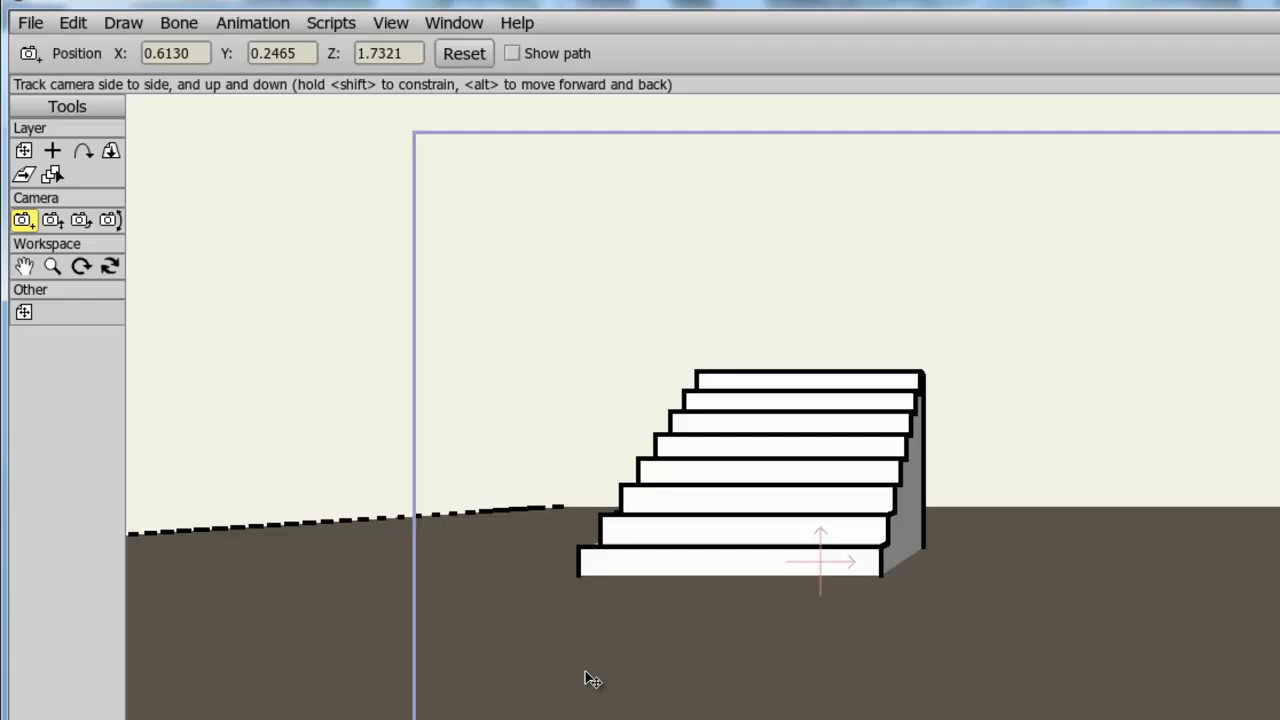 File Edit Draw Bone Animation Scripts View Window Help
Position X: 0.6130 Y: 0.2465 Z: 1.7321 Reset Show path
Track camera side to side, and up and down (hold <shift> to constrain, <alt> to move forward and back)
Tools
Layer
Camera
Workspace
Other